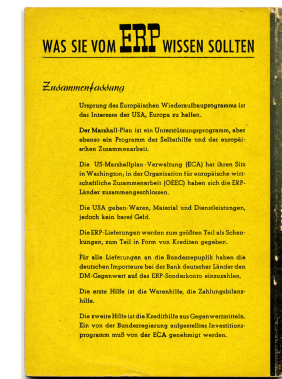 WAS SIE VOM ERP WISSEN SOLLTEN
Zusammenfassung
Ursprung des Europäischen Wiederaufbauprogramms ist
das Interesse der USA, Europa zu helfen.
Der Marshall-Plan ist ein Unterstützungsprogramm, aber
ebenso ein Programm der Selbsthilfe und der europäi-
schen Zusammenarbeit.
Die US-Marshallplan-Verwaltung (ECA) hat ihren Sitz
in Washington; in der Organisation für europäische wirt-
schaftliche Zusammenarbeit (OEEC) haben sich die ERP-
Länder zusammengeschlossen.
Die USA geben Waren, Material und Dienstleistungen,
jedoch kein bares Geld.
Die ERP-Lieferungen werden zum größten Teil als Schen-
kungen, zum Teil in Form von Krediten gegeben.
Für alle Lieferungen an die Bundesrepublik haben die
deutschen Importeure bei der Bank deutscher Länder den
DM-Gegenwert auf das ERP-Sonderkonto einzuzahlen.
Die erste Hilfe ist die Warenhilfe, die Zahlungsbilanz-
hilfe.
Die zweite Hilfe ist die Kredithilfe aus Gegenwertmitteln.
Ein von der Bundesregierung aufgestelltes Investitions-
programm muß von der ECA genehmigt werden.